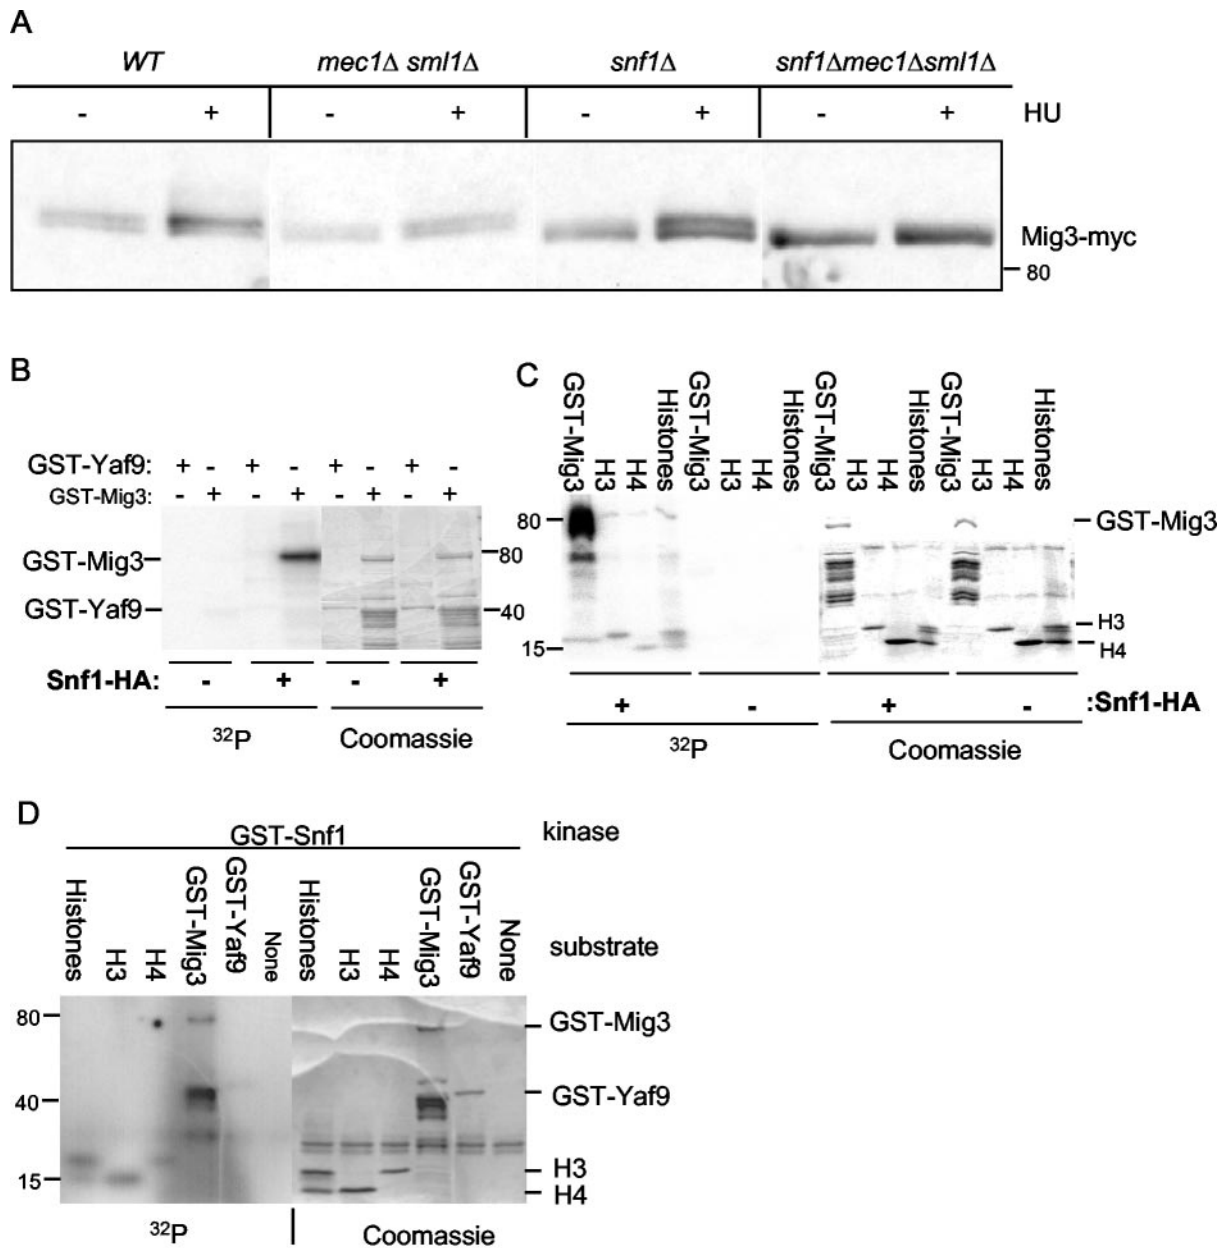 A
WT mec1Δ sml1Δ snf1Δ snf1Δmec1Δsml1Δ
- + - + - + - + HU
Mig3-myc
80
B
GST-Yaf9: + - + - + - + -
GST-Mig3: - + - + - + - +
GST-Mig3 80
GST-Yaf9 40
Snf1-HA: - + - +
32P Coomassie
C
GST-Mig3 H3 H4 Histones GST-Mig3 H3 H4 Histones GST-Mig3 H3 H4 Histones GST-Mig3 H3 H4 Histones
80 GST-Mig3
H3
15 H4
+ - + - :Snf1-HA
32P Coomassie
D
GST-Snf1 kinase
Histones H3 H4 GST-Mig3 GST-Yaf9 None Histones H3 H4 GST-Mig3 GST-Yaf9 None substrate
80 GST-Mig3
40 GST-Yaf9
15 H3
H4
32P Coomassie